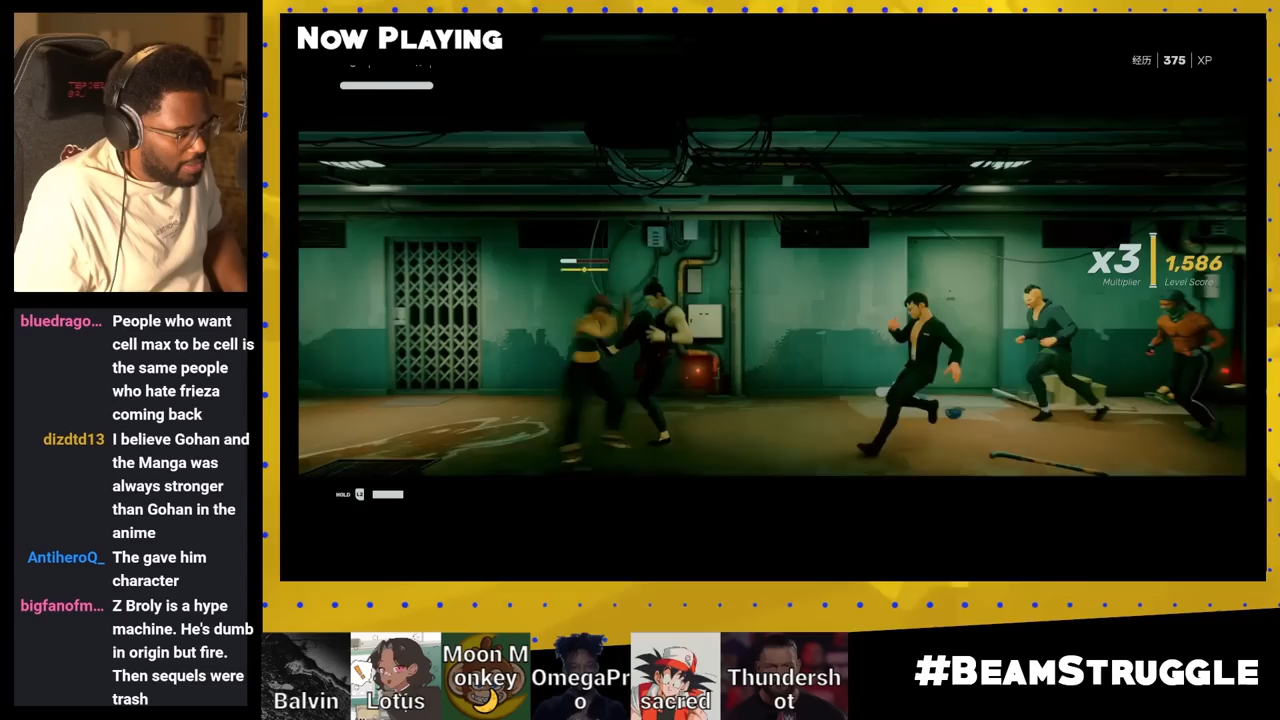 NOW PLAYING
经历 | 375 | XP
x3
Multiplier
1,586
Level Score
HOLD L2
bluedrago... People who want
cell max to be cell is
the same people
who hate frieza
coming back
dizdtd13 I believe Gohan and
the Manga was
always stronger
than Gohan in the
anime
AntiheroQ_ The gave him
character
bigfanofm... Z Broly is a hype
machine. He's dumb
in origin but fire.
Then sequels were
trash
Balvin
Lotus
Moon M
onkey
OmegaPr
o
sacred
Thundersh
ot
#BEAMSTRUGGLE